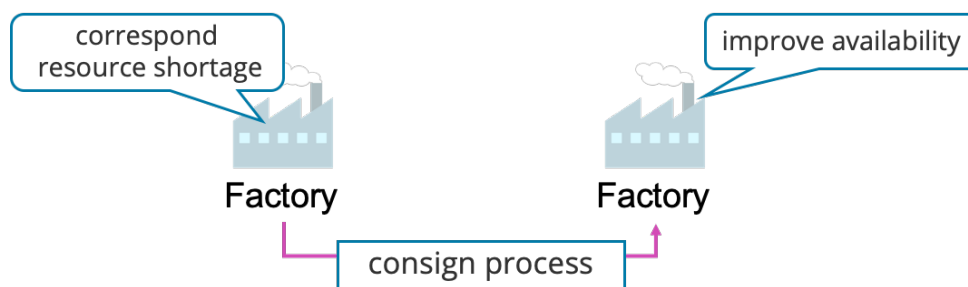 correspond
resource shortage
improve availability
Factory
Factory
consign process